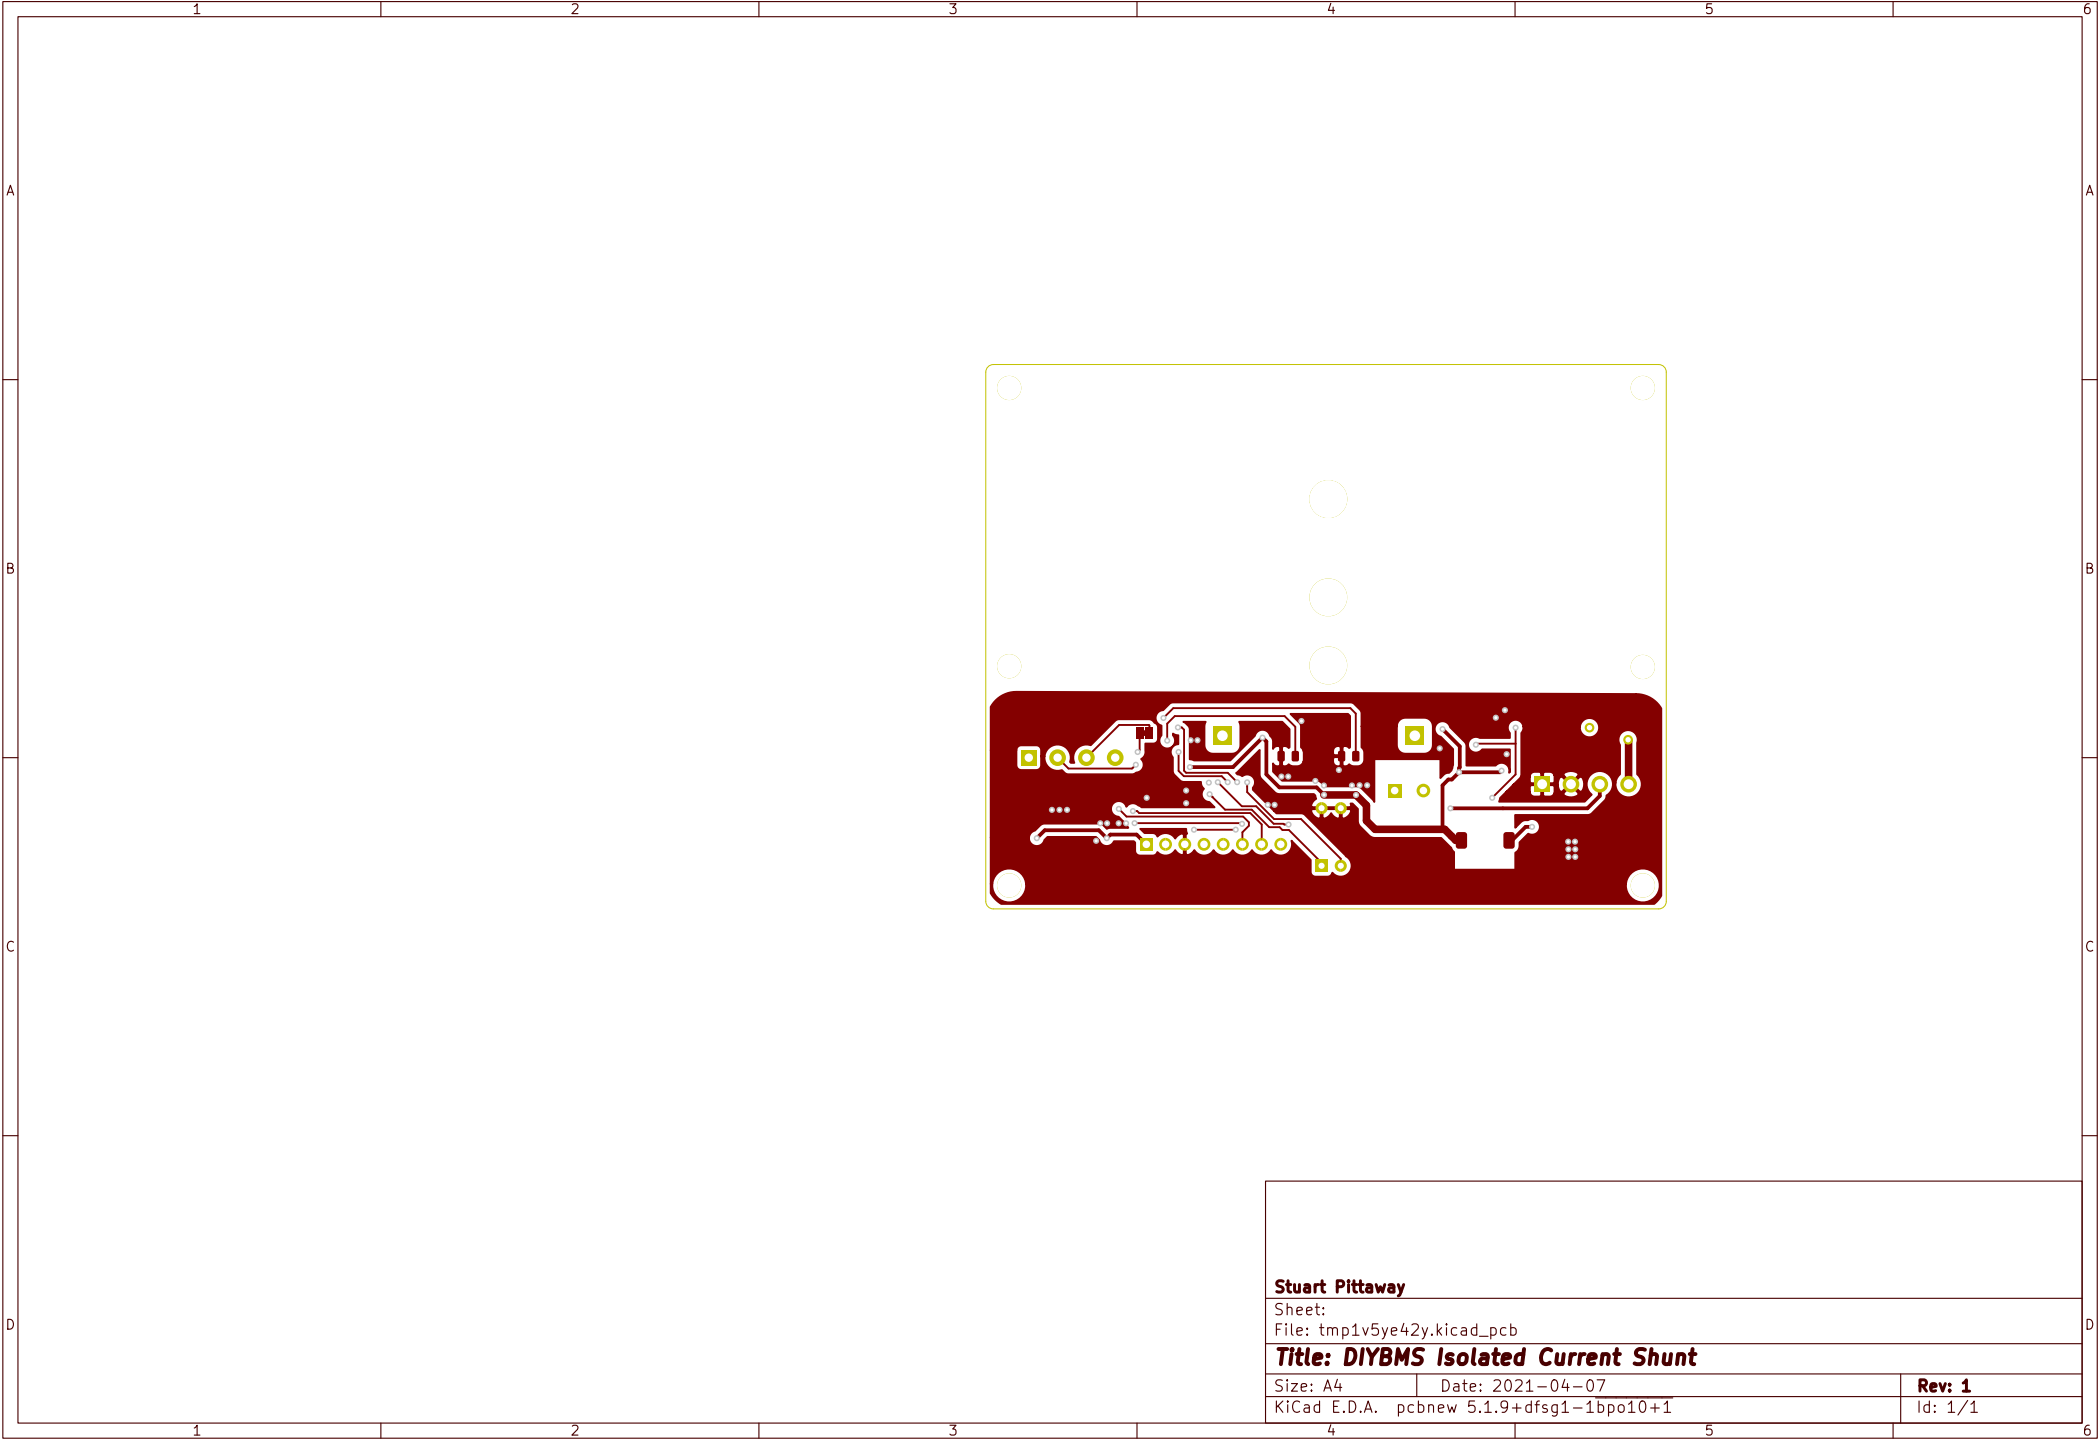 1 2 3 4 5 6
A A
B B
C C
D D
Stuart Pittaway
Sheet:
File: tmp1v5ye42y.kicad_pcb
Title: DIYBMS Isolated Current Shunt
Size: A4 Date: 2021-04-07 Rev: 1
KiCad E.D.A. pcbnew 5.1.9+dfsg1-1bpo10+1 Id: 1/1
1 2 3 4 5 6